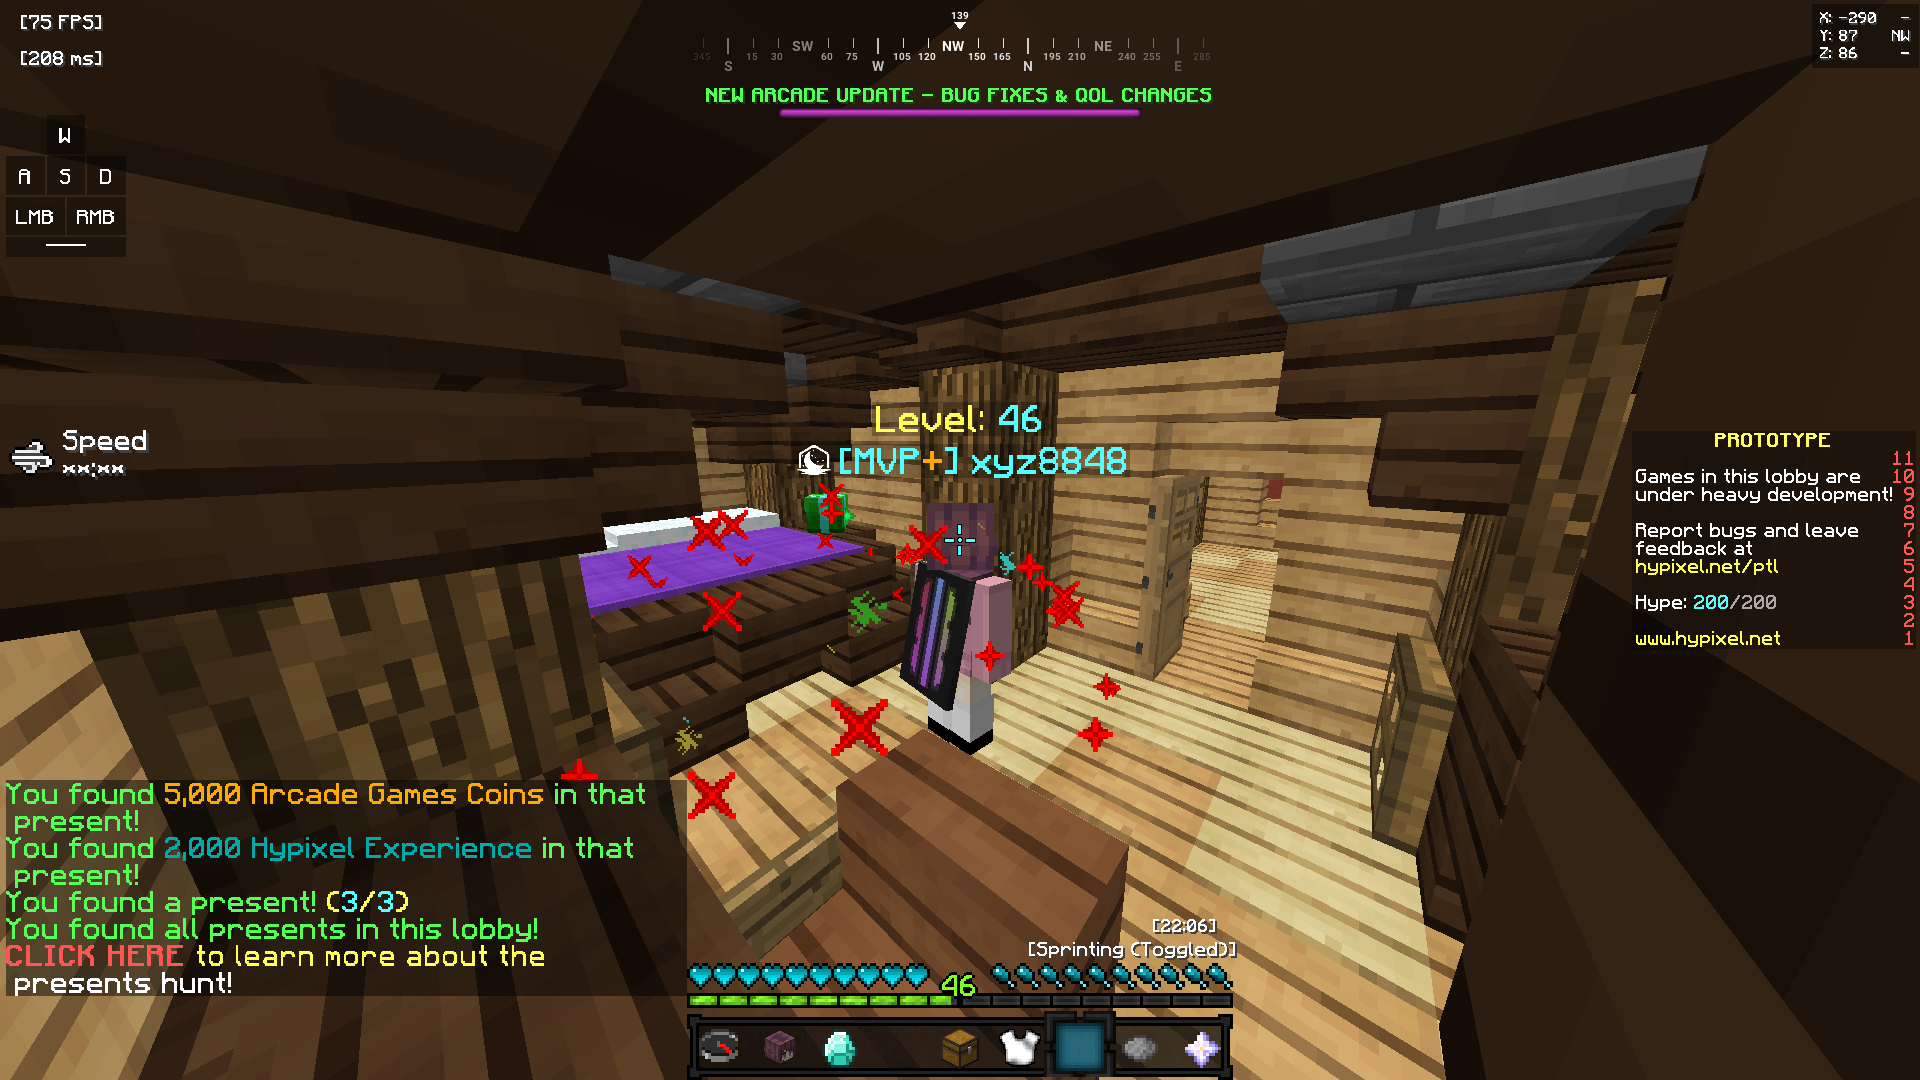 [75 FPS]
[208 ms]
139
345 S 15 30 SW 60 75 W 105 120 NW 150 165 N 195 210 NE 240 255 E 285
NEW ARCADE UPDATE - BUG FIXES & QOL CHANGES
X: -290 -
Y: 87 NW
Z: 86 -
W
A S D
LMB RMB
Speed
**:**
Level: 46
[MVP+] xyz8848
PROTOTYPE
11
Games in this lobby are 10
under heavy development! 9
8
Report bugs and leave 7
feedback at 6
hypixel.net/ptl 5
4
Hype: 200/200 3
2
www.hypixel.net 1
You found 5,000 Arcade Games Coins in that
present!
You found 2,000 Hypixel Experience in that
present!
You found a present! (3/3)
You found all presents in this lobby!
CLICK HERE to learn more about the
presents hunt!
[22:06]
[Sprinting (Toggled)]
46